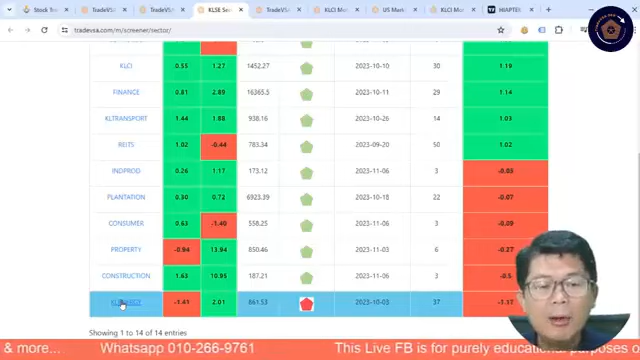 Stock Tra
TradeVSA
TradeVSA
KLSE Sec
TradeVSA
KLCI Mar
US Marke
KLCI Mar
HIAPTEK
tradevsa.com/m/screener/sector/
KLCI 0.55 1.27 1452.27 2023-10-10 30 1.19
FINANCE 0.81 2.89 16365.5 2023-10-11 29 1.14
KLTRANSPORT 1.44 1.88 938.16 2023-10-26 14 1.03
REITS 1.02 -0.44 783.34 2023-09-20 50 1.02
INDPROD 0.26 1.17 173.12 2023-11-06 3 -0.03
PLANTATION 0.30 0.72 6923.39 2023-10-18 22 -0.07
CONSUMER 0.63 -1.40 558.25 2023-11-06 3 -0.09
PROPERTY -0.94 13.94 850.46 2023-11-03 6 -0.27
CONSTRUCTION 1.63 10.95 187.21 2023-11-06 3 -0.5
-1.41 2.01 861.53 2023-10-03 37
Showing 1 to 14 of 14 entries
& more... Whatsapp 010-266-9761 This Live FB is for purely educational purposes o